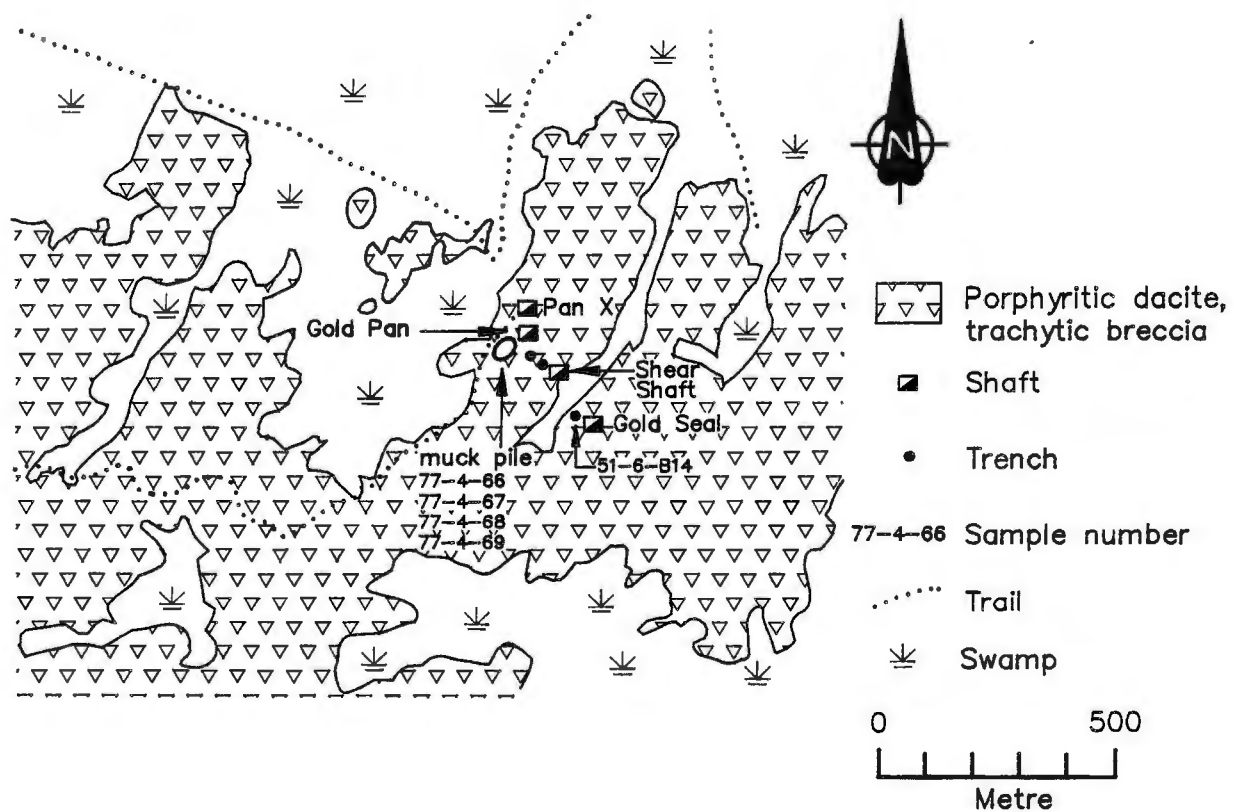 N
Pan X
Gold Pan
Shear
Shaft
Gold Seal
muck pile
51-6-B14
77-4-66
77-4-67
77-4-68
77-4-69
Porphyritic dacite,
trachytic breccia
Shaft
Trench
77-4-66 Sample number
Trail
Swamp
0 500
Metre